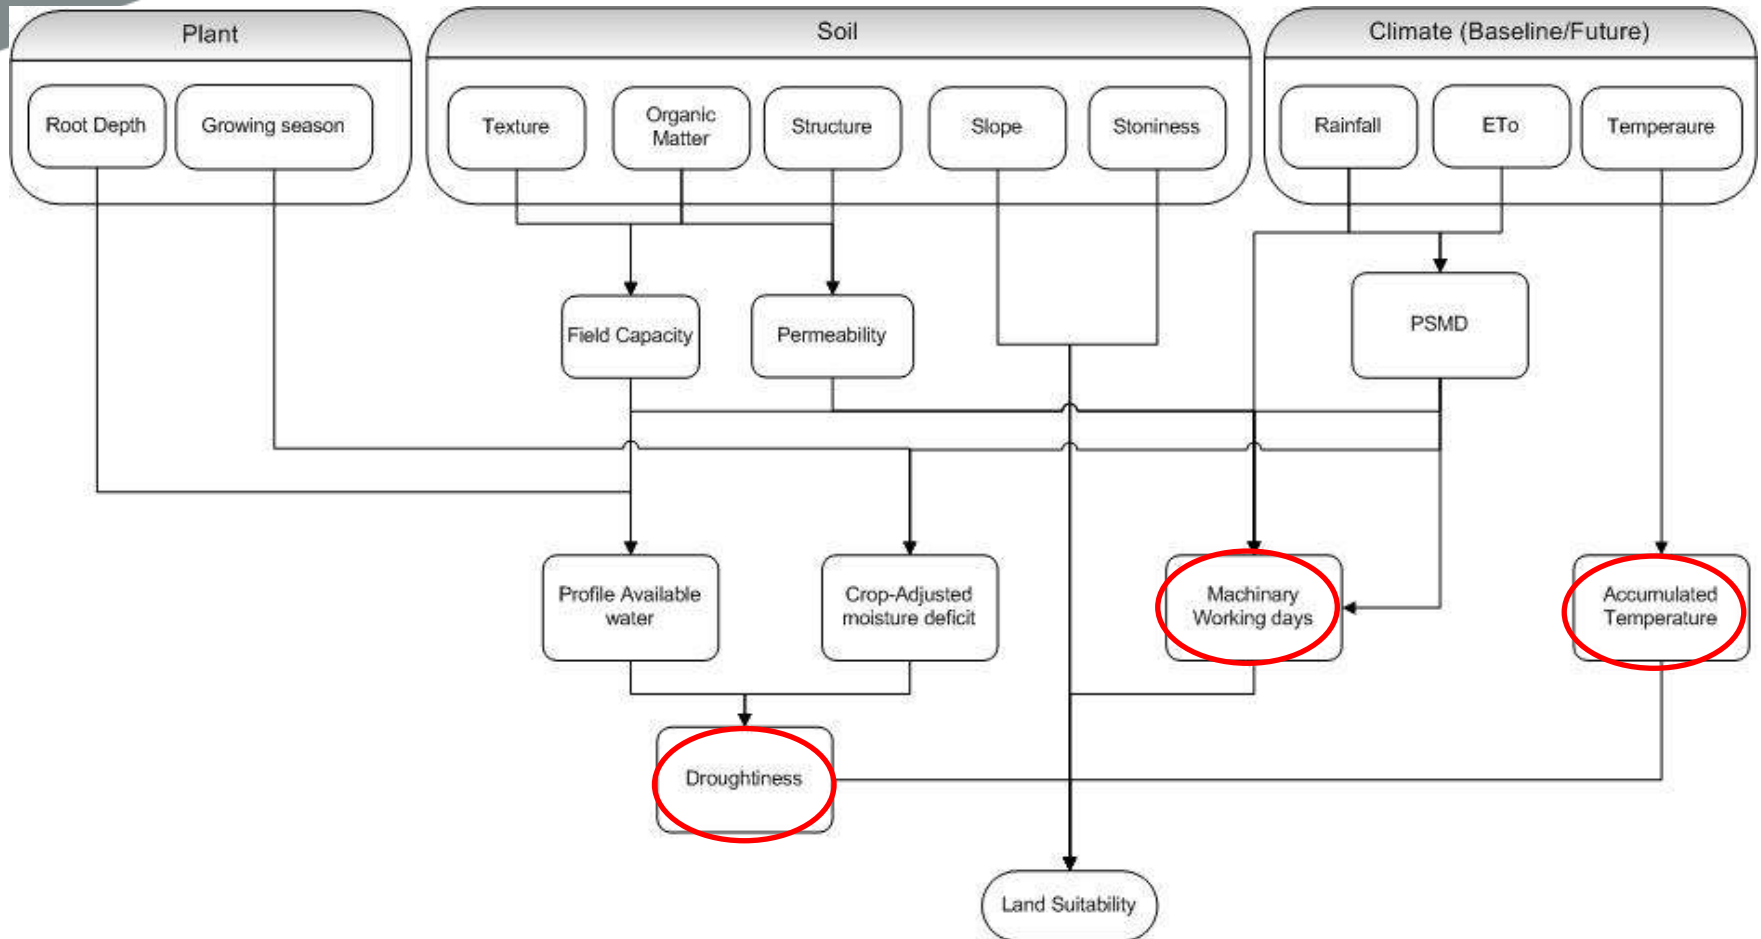 Plant
Soil
Climate (Baseline/Future)
Root Depth
Growing season
Texture
Organic
Matter
Structure
Slope
Stoniness
Rainfall
ETo
Temperaure
Field Capacity
Permeability
PSMD
Profile Available
water
Crop-Adjusted
moisture deficit
Machinary
Working days
Accumulated
Temperature
Droughtiness
Land Suitability